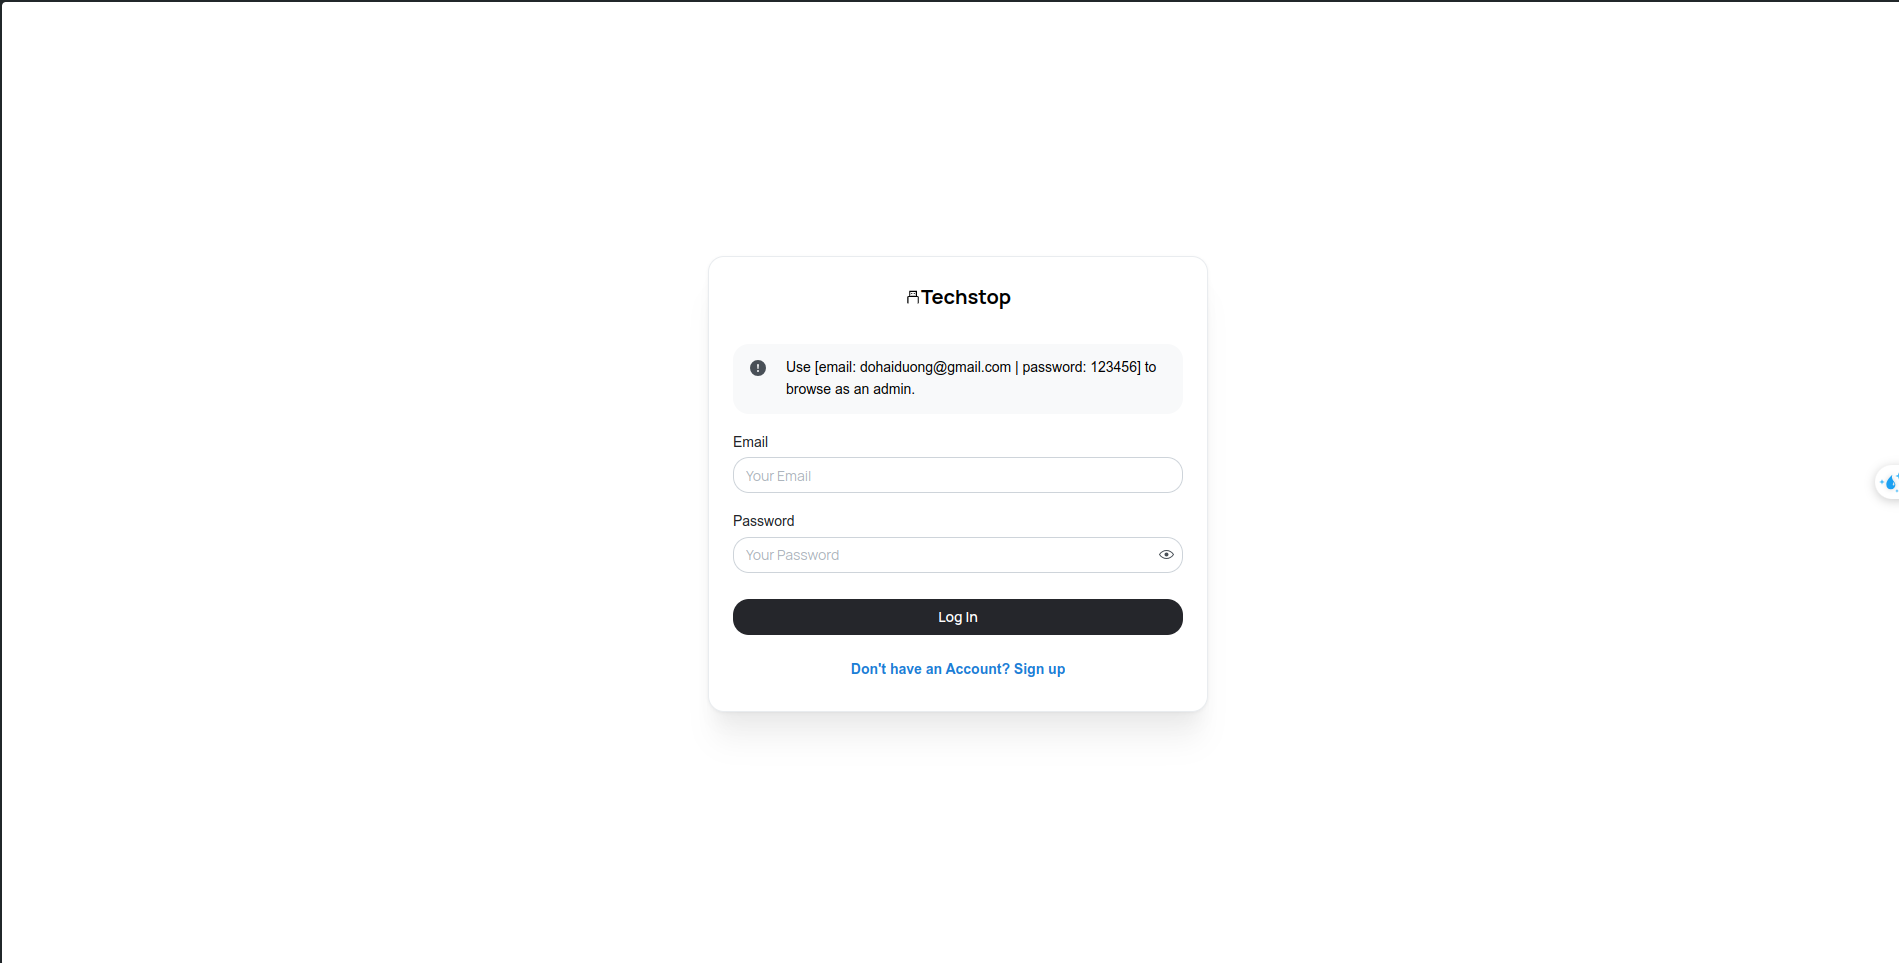 Techstop
Use [email: dohaiduong@gmail.com | password: 123456] to
browse as an admin.
Email
Your Email
Password
Your Password
Log In
Don't have an Account? Sign up